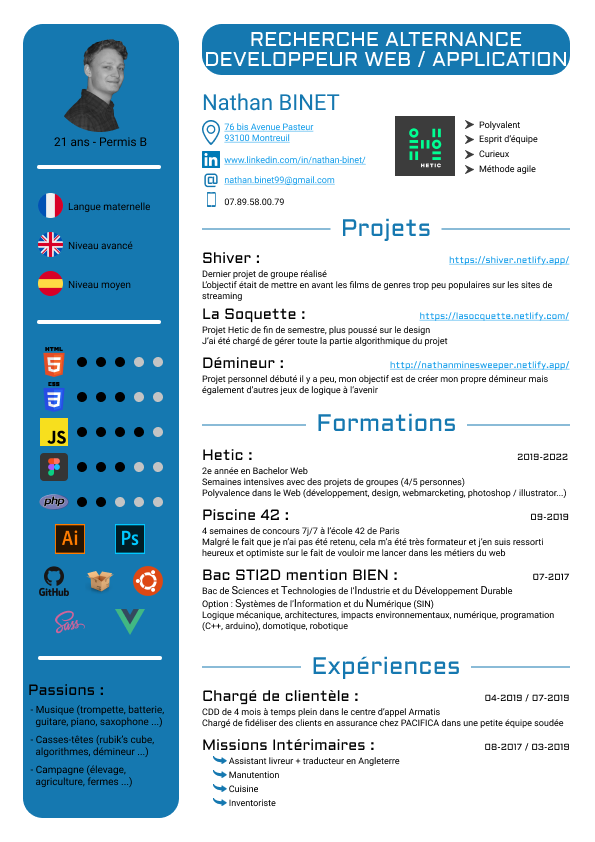 RECHERCHE ALTERNANCE
DEVELOPPEUR WEB / APPLICATION
21 ans - Permis B
Langue maternelle
Niveau avancé
Niveau moyen
HTML
5
CSS
3
JS
php
Ai
Ps
GitHub
Sass
Passions :
- Musique (trompette, batterie,
guitare, piano, saxophone ...)
- Casses-têtes (rubik's cube,
algorithmes, démineur ...)
- Campagne (élevage,
agriculture, fermes ...)
Nathan BINET
76 bis Avenue Pasteur
93100 Montreuil
www.linkedin.com/in/nathan-binet/
nathan.binet99@gmail.com
07.89.58.00.79
HETIC
Polyvalent
Esprit d'équipe
Curieux
Méthode agile
Projets
Shiver : https://shiver.netlify.app/
Dernier projet de groupe réalisé
L'objectif était de mettre en avant les films de genres trop peu populaires sur les sites de
streaming
La Soquette : https://lasocquette.netlify.com/
Projet Hetic de fin de semestre, plus poussé sur le design
J'ai été chargé de gérer toute la partie algorithmique du projet
Démineur : http://nathanminesweeper.netlify.app/
Projet personnel débuté il y a peu, mon objectif est de créer mon propre démineur mais
également d'autres jeux de logique à l'avenir
Formations
Hetic : 2019-2022
2e année en Bachelor Web
Semaines intensives avec des projets de groupes (4/5 personnes)
Polyvalence dans le Web (développement, design, webmarcketing, photoshop / illustrator...)
Piscine 42 : 09-2019
4 semaines de concours 7j/7 à l'école 42 de Paris
Malgré le fait que je n'ai pas été retenu, cela m'a été très formateur et j'en suis ressorti
heureux et optimiste sur le fait de vouloir me lancer dans les métiers du web
Bac STI2D mention BIEN : 07-2017
Bac de Sciences et Technologies de l'Industrie et du Développement Durable
Option : Systèmes de l'Information et du Numérique (SIN)
Logique mécanique, architectures, impacts environnementaux, numérique, programation
(C++, arduino), domotique, robotique
Expériences
Chargé de clientèle : 04-2019 / 07-2019
CDD de 4 mois à temps plein dans le centre d'appel Armatis
Chargé de fidéliser des clients en assurance chez PACIFICA dans une petite équipe soudée
Missions Intérimaires : 08-2017 / 03-2019
Assistant livreur + traducteur en Angleterre
Manutention
Cuisine
Inventoriste